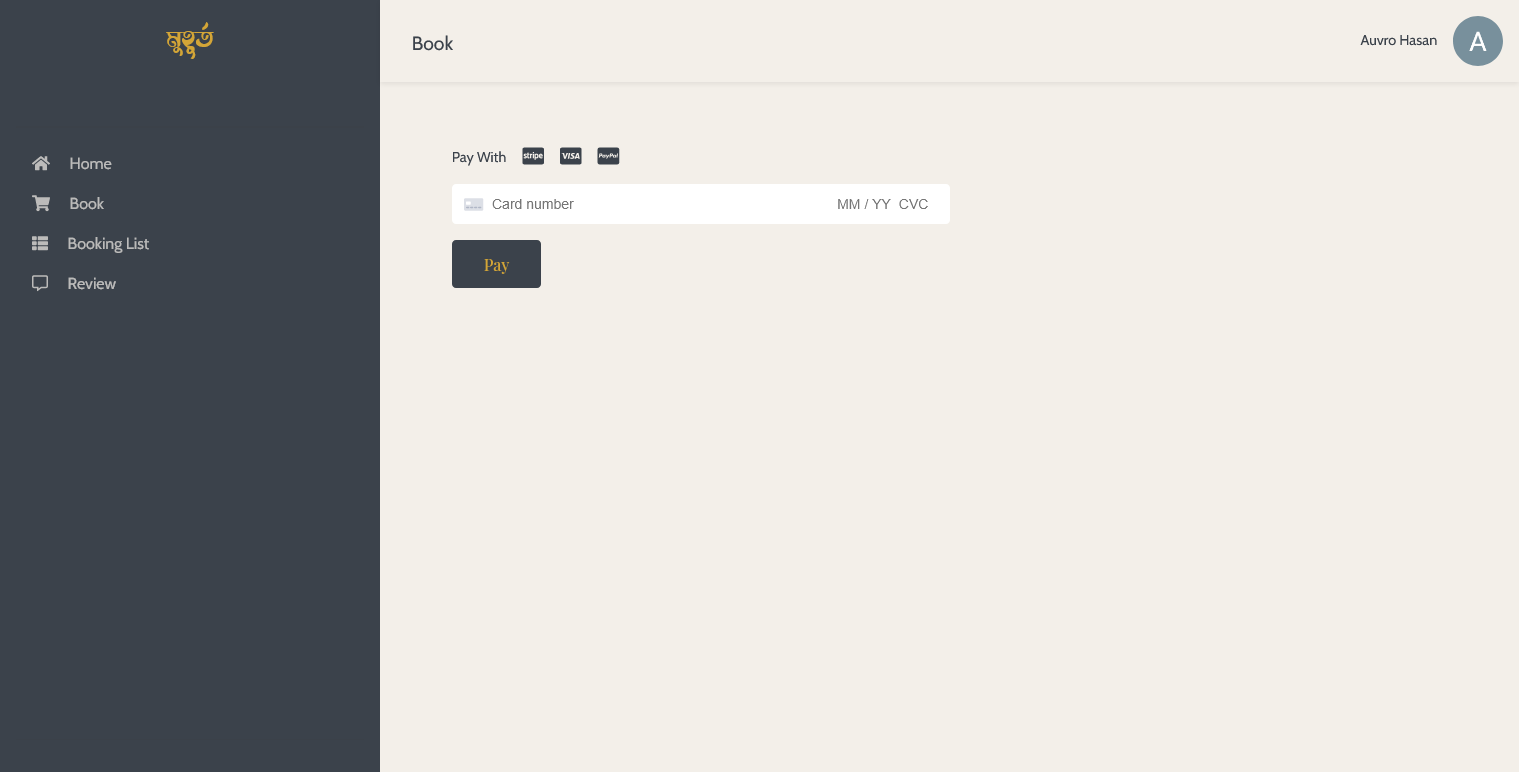 মুহূর্ত
Book
Auvro Hasan
A
Home
Book
Booking List
Review
Pay With stripe VISA PayPal
Card number MM / YY CVC
Pay